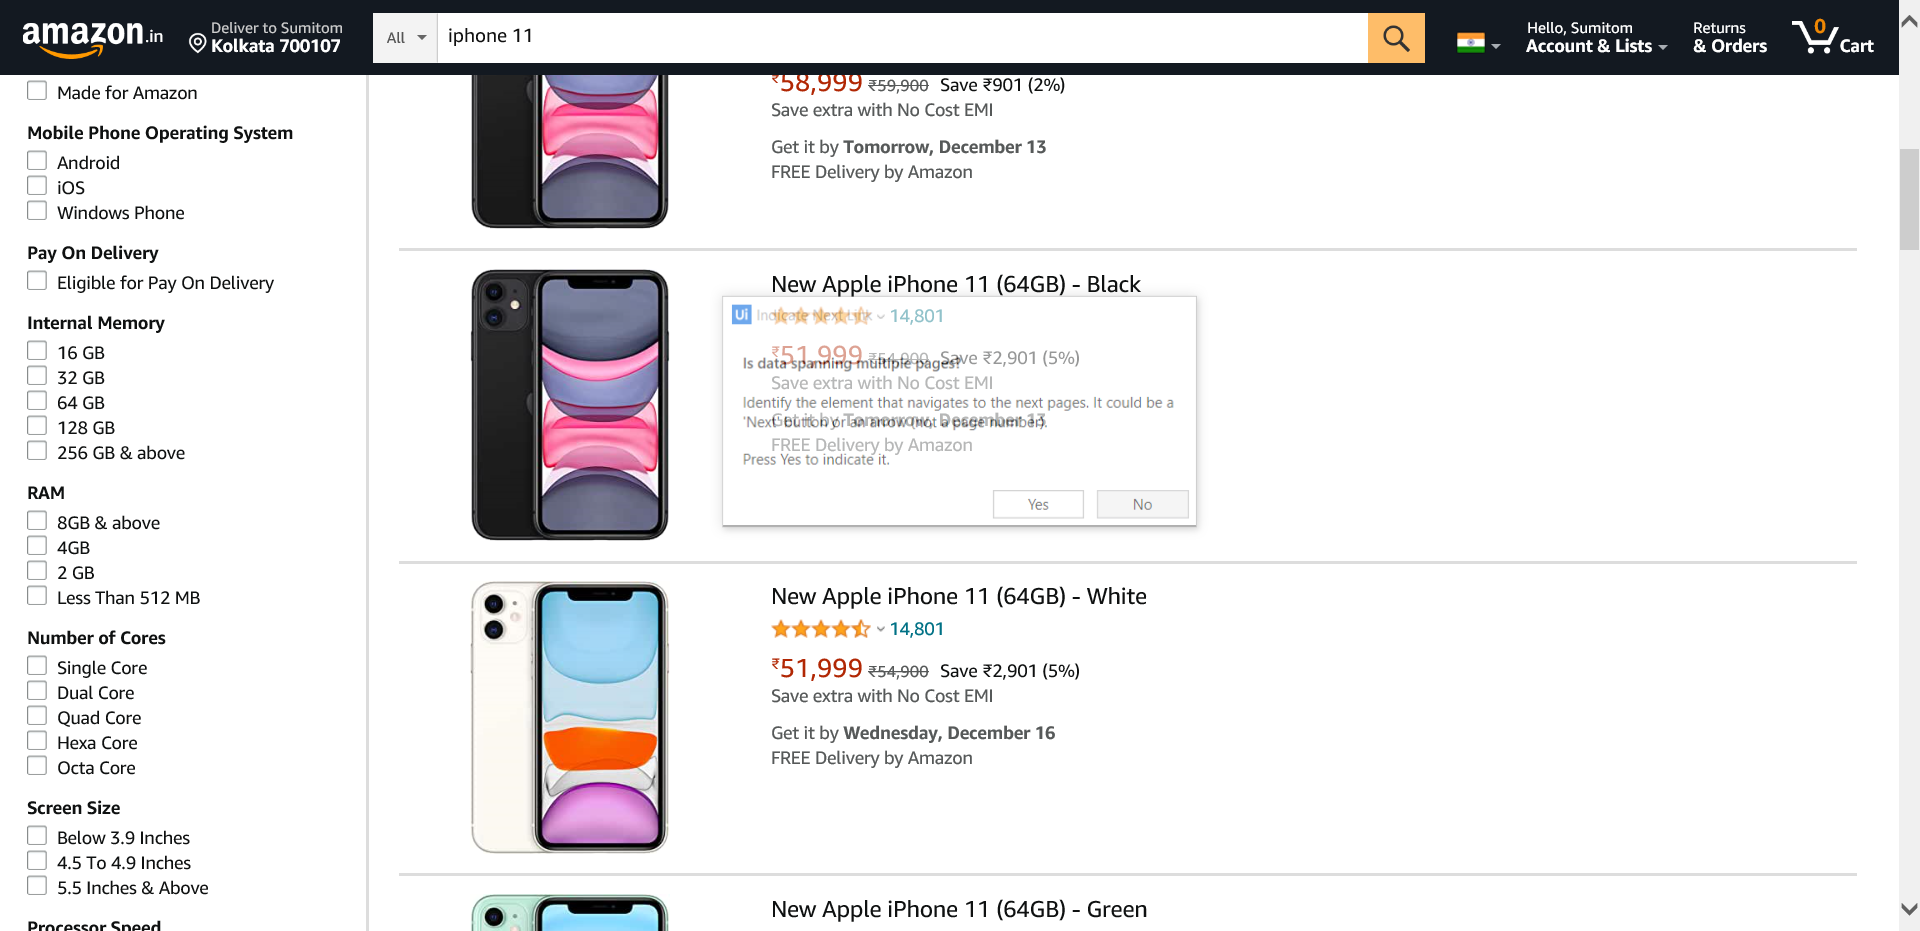 amazon.in
Deliver to Sumitom
Kolkata 700107
All
iphone 11
Hello, Sumitom
Account & Lists
Returns
& Orders
0
Cart
Made for Amazon
Mobile Phone Operating System
Android
iOS
Windows Phone
Pay On Delivery
Eligible for Pay On Delivery
Internal Memory
16 GB
32 GB
64 GB
128 GB
256 GB & above
RAM
8GB & above
4GB
2 GB
Less Than 512 MB
Number of Cores
Single Core
Dual Core
Quad Core
Hexa Core
Octa Core
Screen Size
Below 3.9 Inches
4.5 To 4.9 Inches
5.5 Inches & Above
Processor Speed
₹58,999 ₹59,900 Save ₹901 (2%)
Save extra with No Cost EMI
Get it by Tomorrow, December 13
FREE Delivery by Amazon
New Apple iPhone 11 (64GB) - Black
14,801
₹51,999 ₹54,900 Save ₹2,901 (5%)
Save extra with No Cost EMI
Get it by Tomorrow, December 13
FREE Delivery by Amazon
Ui Indicate Next Link
Is data spanning multiple pages?
Identify the element that navigates to the next pages. It could be a
'Next' button or an arrow (not a page number).
Press Yes to indicate it.
Yes
No
New Apple iPhone 11 (64GB) - White
14,801
₹51,999 ₹54,900 Save ₹2,901 (5%)
Save extra with No Cost EMI
Get it by Wednesday, December 16
FREE Delivery by Amazon
New Apple iPhone 11 (64GB) - Green